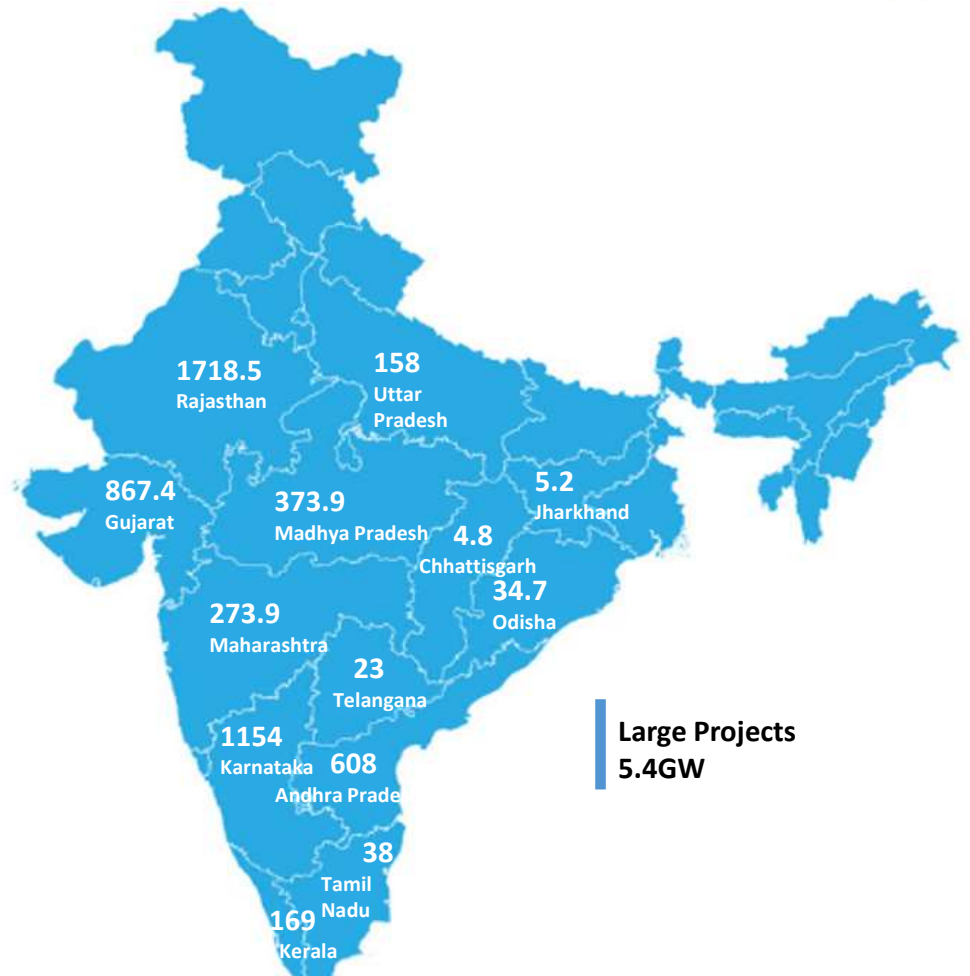 1718.5
Rajasthan
158
Uttar
Pradesh
867.4
Gujarat
373.9
Madhya Pradesh
5.2
Jharkhand
4.8
Chhattisgarh
34.7
Odisha
273.9
Maharashtra
23
Telangana
Large Projects
5.4GW
1154
Karnataka
608
Andhra Prade
38
Tamil
Nadu
169
Kerala